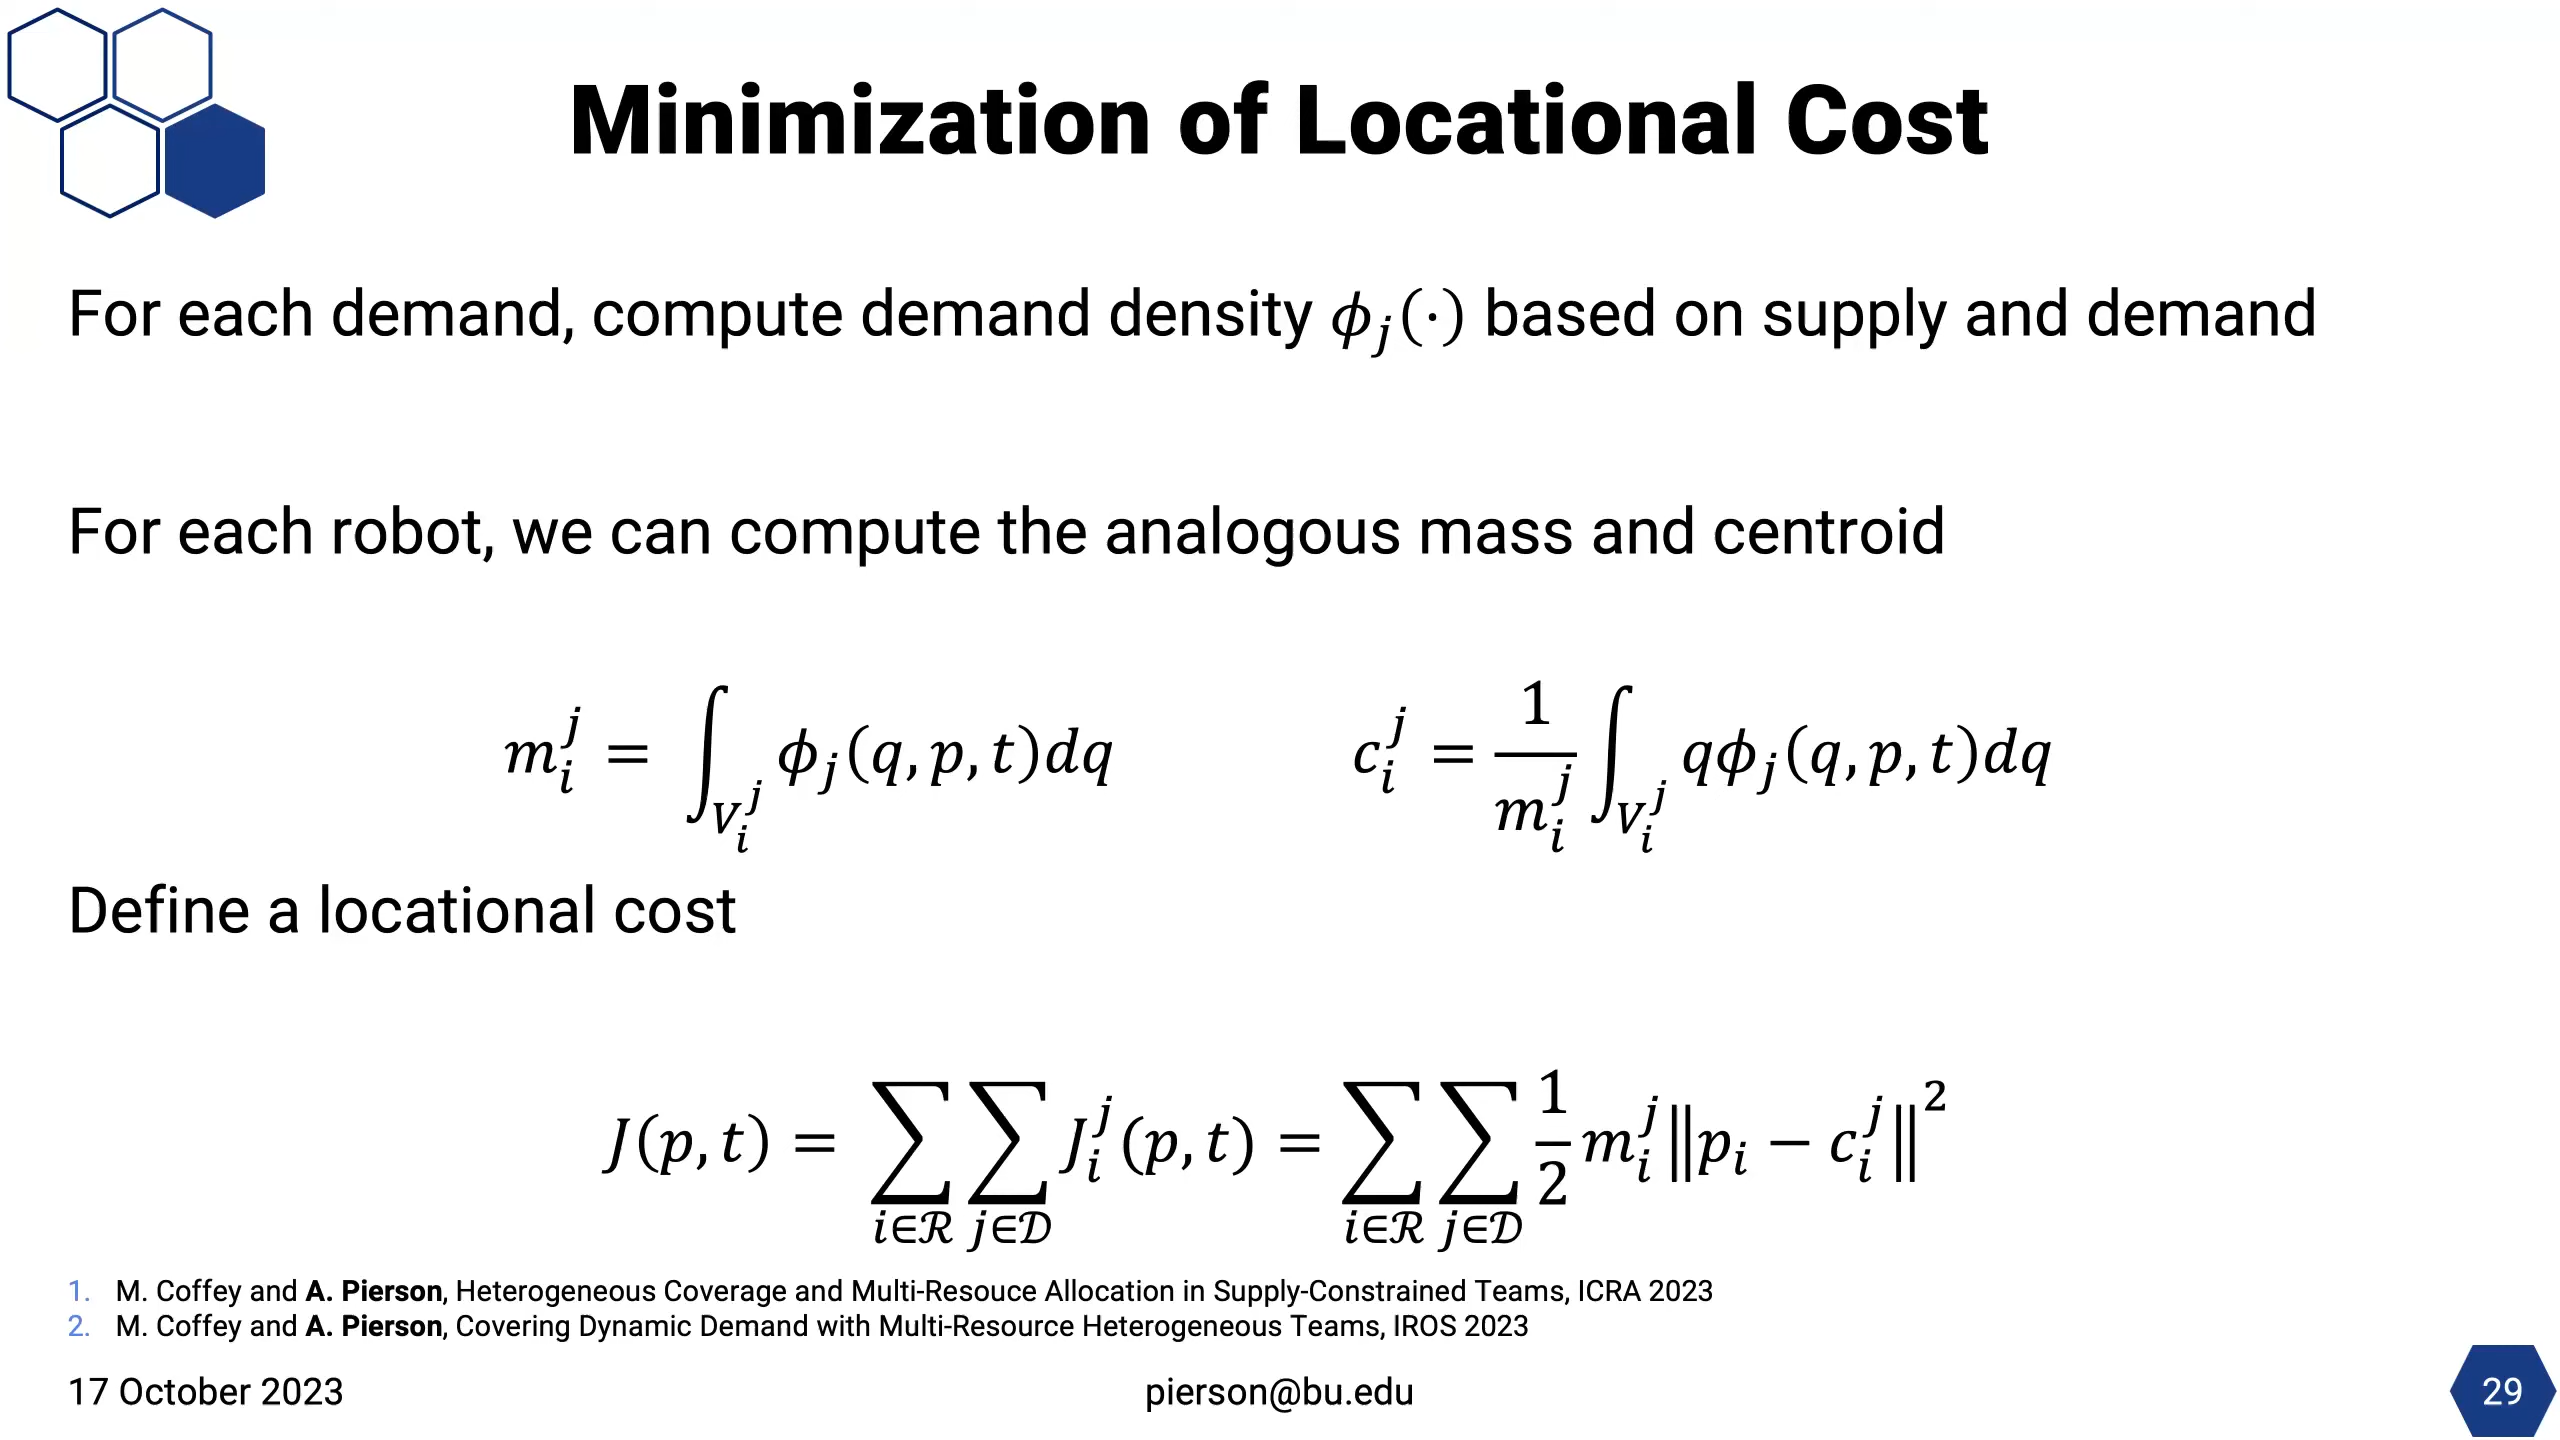 Minimization of Locational Cost
For each demand, compute demand density ϕ_j(·) based on supply and demand
For each robot, we can compute the analogous mass and centroid
m_i^j = ∫_{V_i^j} ϕ_j(q, p, t)dq
c_i^j = 1/m_i^j ∫_{V_i^j} qϕ_j(q, p, t)dq
Define a locational cost
J(p, t) = ∑_{i∈ℛ} ∑_{j∈𝒟} J_i^j(p, t) = ∑_{i∈ℛ} ∑_{j∈𝒟} 1/2 m_i^j ‖p_i − c_i^j‖^2
1. M. Coffey and A. Pierson, Heterogeneous Coverage and Multi-Resouce Allocation in Supply-Constrained Teams, ICRA 2023
2. M. Coffey and A. Pierson, Covering Dynamic Demand with Multi-Resource Heterogeneous Teams, IROS 2023
17 October 2023
pierson@bu.edu
29